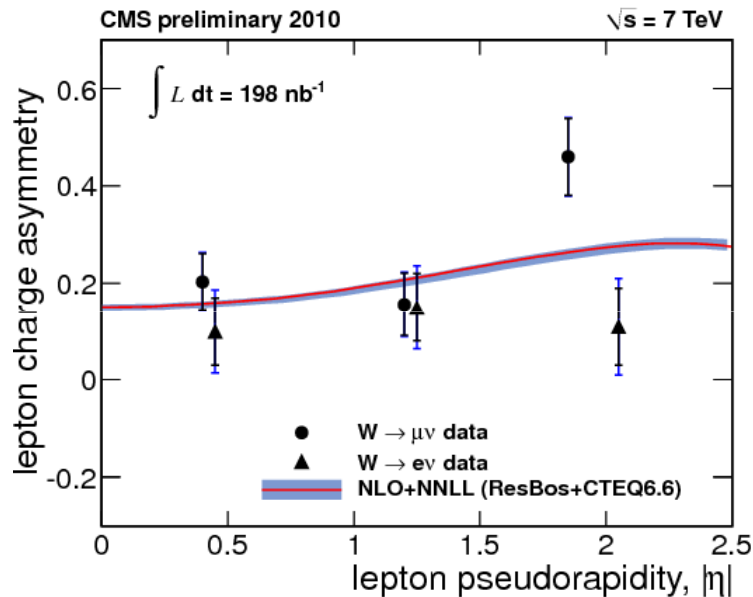 CMS preliminary 2010 √s = 7 TeV
∫ L dt = 198 nb⁻¹
lepton charge asymmetry
0.6
0.4
0.2
0
-0.2
W → μν data
W → eν data
NLO+NNLL (ResBos+CTEQ6.6)
0 0.5 1 1.5 2 2.5
lepton pseudorapidity, |η|